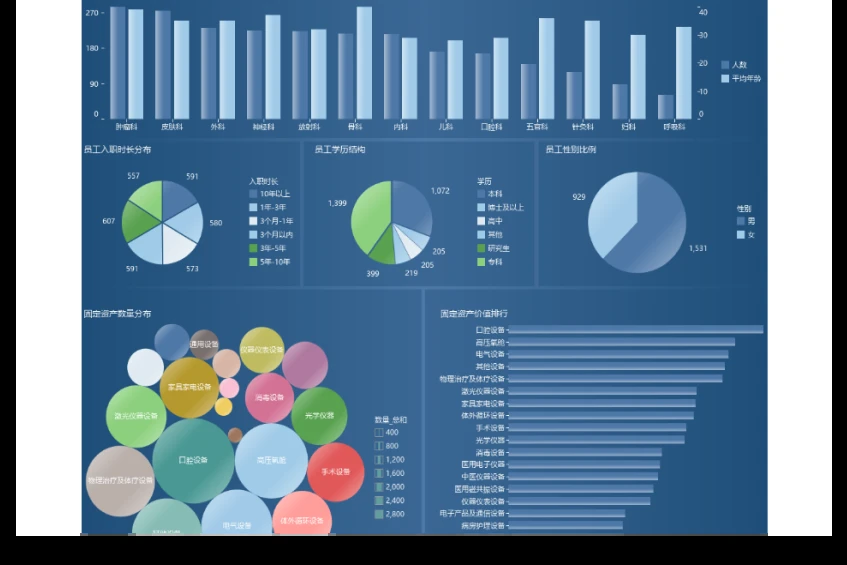 270
180
90
0
40
30
20
10
0
人数
平均年龄
肿瘤科 皮肤科 外科 神经科 放射科 骨科 内科 儿科 口腔科 五官科 针灸科 妇科 呼吸科
员工入职时长分布
557
591
607
580
591
573
入职时长
10年以上
1年-3年
3个月-1年
3个月以内
3年-5年
5年-10年
员工学历结构
1,399
1,072
205
205
219
399
学历
本科
博士及以上
高中
其他
研究生
专科
员工性别比例
929
1,531
性别
男
女
固定资产数量分布
通用设备
仪器仪表设备
家具家电设备
消毒设备
激光仪器设备
光学仪器
口腔设备
高压氧舱
手术设备
物理治疗及体疗设备
电气设备
体外循环设备
数量_总和
400
800
1,200
1,600
2,000
2,400
2,800
固定资产价值排行
口腔设备
高压氧舱
电气设备
其他设备
物理治疗及体疗设备
激光仪器设备
家具家电设备
体外循环设备
手术设备
光学仪器
消毒设备
医用电子仪器
中医仪器设备
医用磁共振设备
仪器仪表设备
电子产品及通信设备
病房护理设备